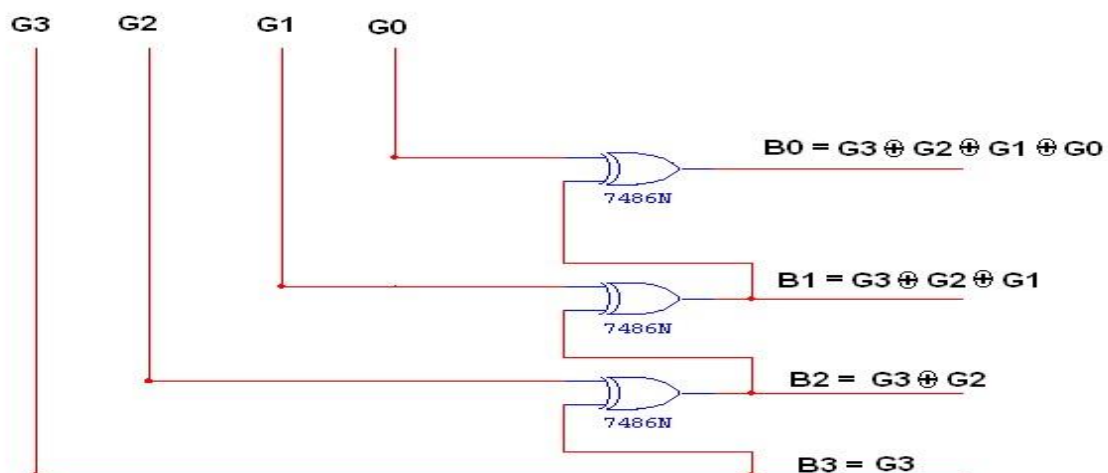 G3 G2 G1 G0
B0 = G3 ⊕ G2 ⊕ G1 ⊕ G0
7486N
B1 = G3 ⊕ G2 ⊕ G1
7486N
B2 = G3 ⊕ G2
7486N
B3 = G3